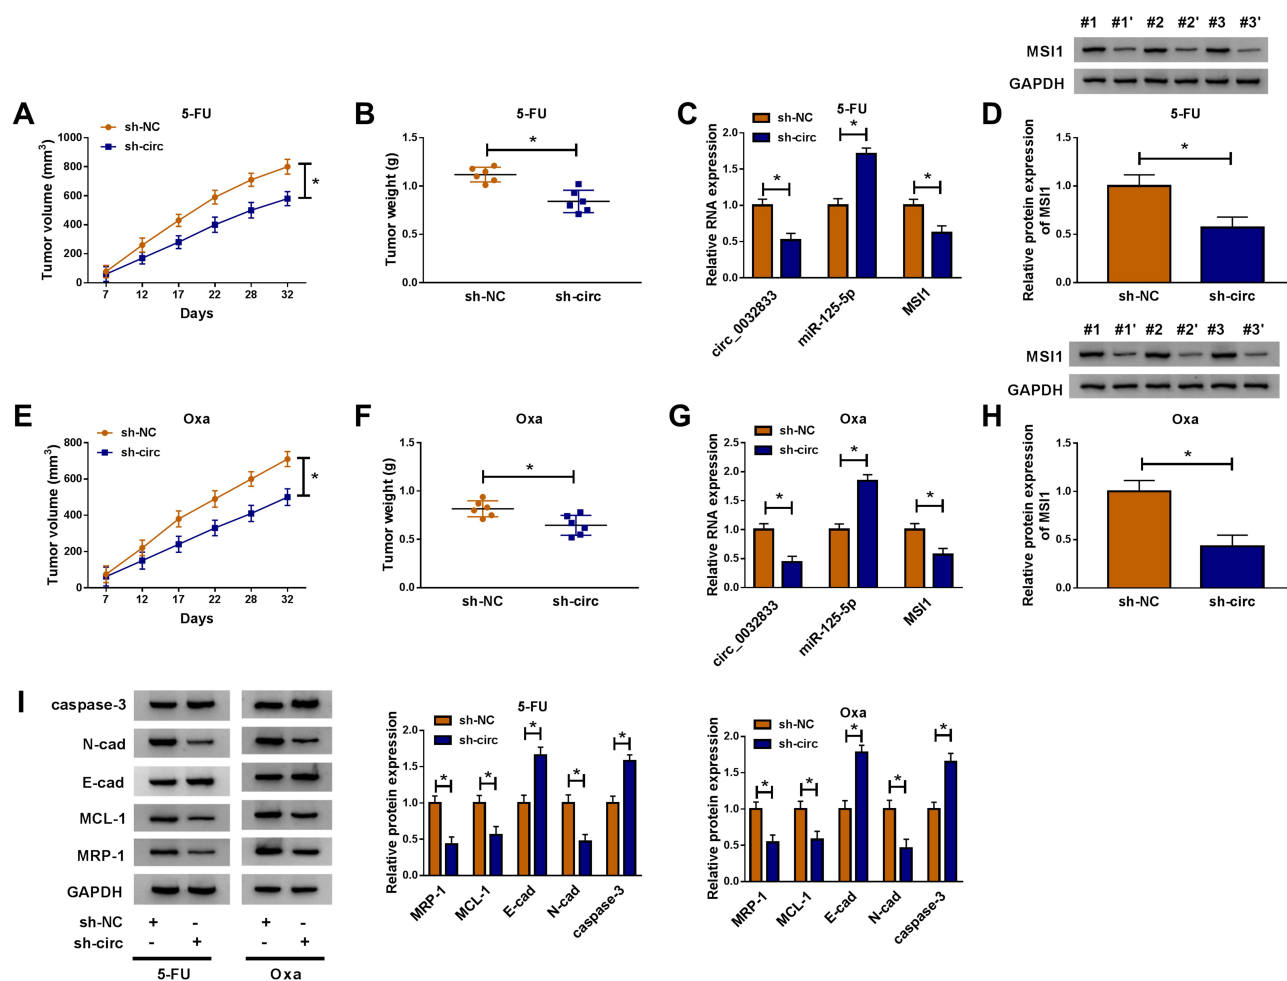 #1 #1' #2 #2' #3 #3'
MSI1
GAPDH
A
5-FU
sh-NC
sh-circ
Tumor volume (mm3)
1000
800
600
400
200
0
7 12 17 22 28 32
Days
*
B
5-FU
Tumor weight (g)
1.5
1.0
0.5
0.0
*
sh-NC sh-circ
C
5-FU
sh-NC
sh-circ
Relative RNA expression
2.0
1.5
1.0
0.5
0.0
* * *
circ_0032833 miR-125-5p MSI1
D
5-FU
Relative protein expression
of MSI1
1.5
1.0
0.5
0.0
*
sh-NC sh-circ
#1 #1' #2 #2' #3 #3'
MSI1
GAPDH
E
Oxa
sh-NC
sh-circ
Tumor volume (mm3)
800
600
400
200
0
7 12 17 22 28 32
Days
*
F
Oxa
Tumor weight (g)
1.5
1.0
0.5
0.0
*
sh-NC sh-circ
G
Oxa
sh-NC
sh-circ
Relative RNA expression
2.5
2.0
1.5
1.0
0.5
0.0
* * *
circ_0032833 miR-125-5p MSI1
H
Oxa
Relative protein expression
of MSI1
1.5
1.0
0.5
0.0
*
sh-NC sh-circ
I
caspase-3
N-cad
E-cad
MCL-1
MRP-1
GAPDH
sh-NC + - + -
sh-circ - + - +
5-FU Oxa
5-FU
sh-NC
sh-circ
Relative protein expression
2.0
1.5
1.0
0.5
0.0
* * * * *
MRP-1 MCL-1 E-cad N-cad caspase-3
Oxa
sh-NC
sh-circ
Relative protein expression
2.0
1.5
1.0
0.5
0.0
* * * * *
MRP-1 MCL-1 E-cad N-cad caspase-3